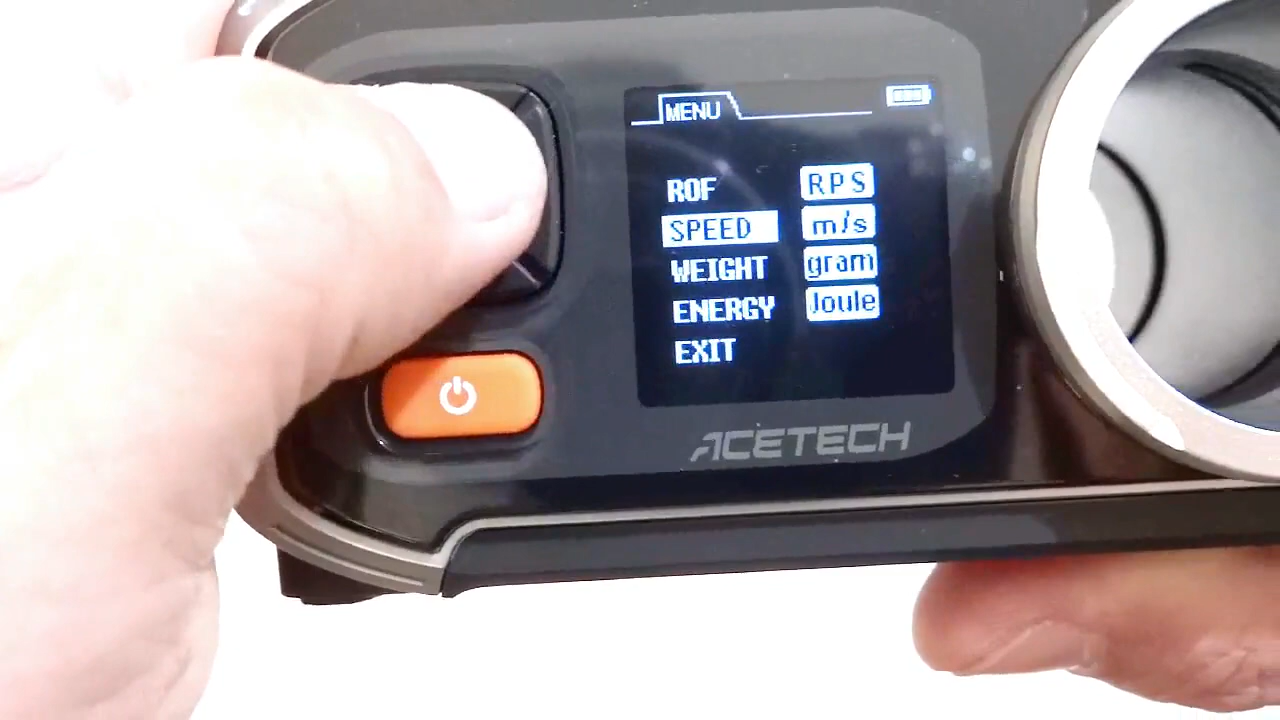 MENU
ROF RPS
SPEED m/s
WEIGHT gram
ENERGY Joule
EXIT
ACETECH